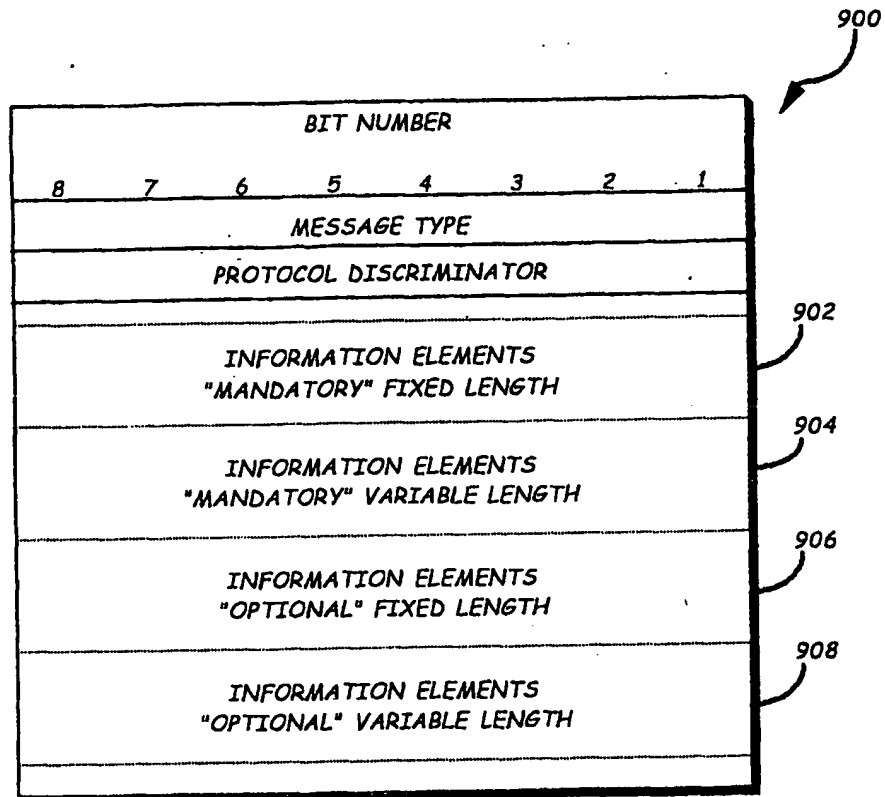 900
BIT NUMBER
8 7 6 5 4 3 2 1
MESSAGE TYPE
PROTOCOL DISCRIMINATOR
902
INFORMATION ELEMENTS
"MANDATORY" FIXED LENGTH
904
INFORMATION ELEMENTS
"MANDATORY" VARIABLE LENGTH
906
INFORMATION ELEMENTS
"OPTIONAL" FIXED LENGTH
908
INFORMATION ELEMENTS
"OPTIONAL" VARIABLE LENGTH